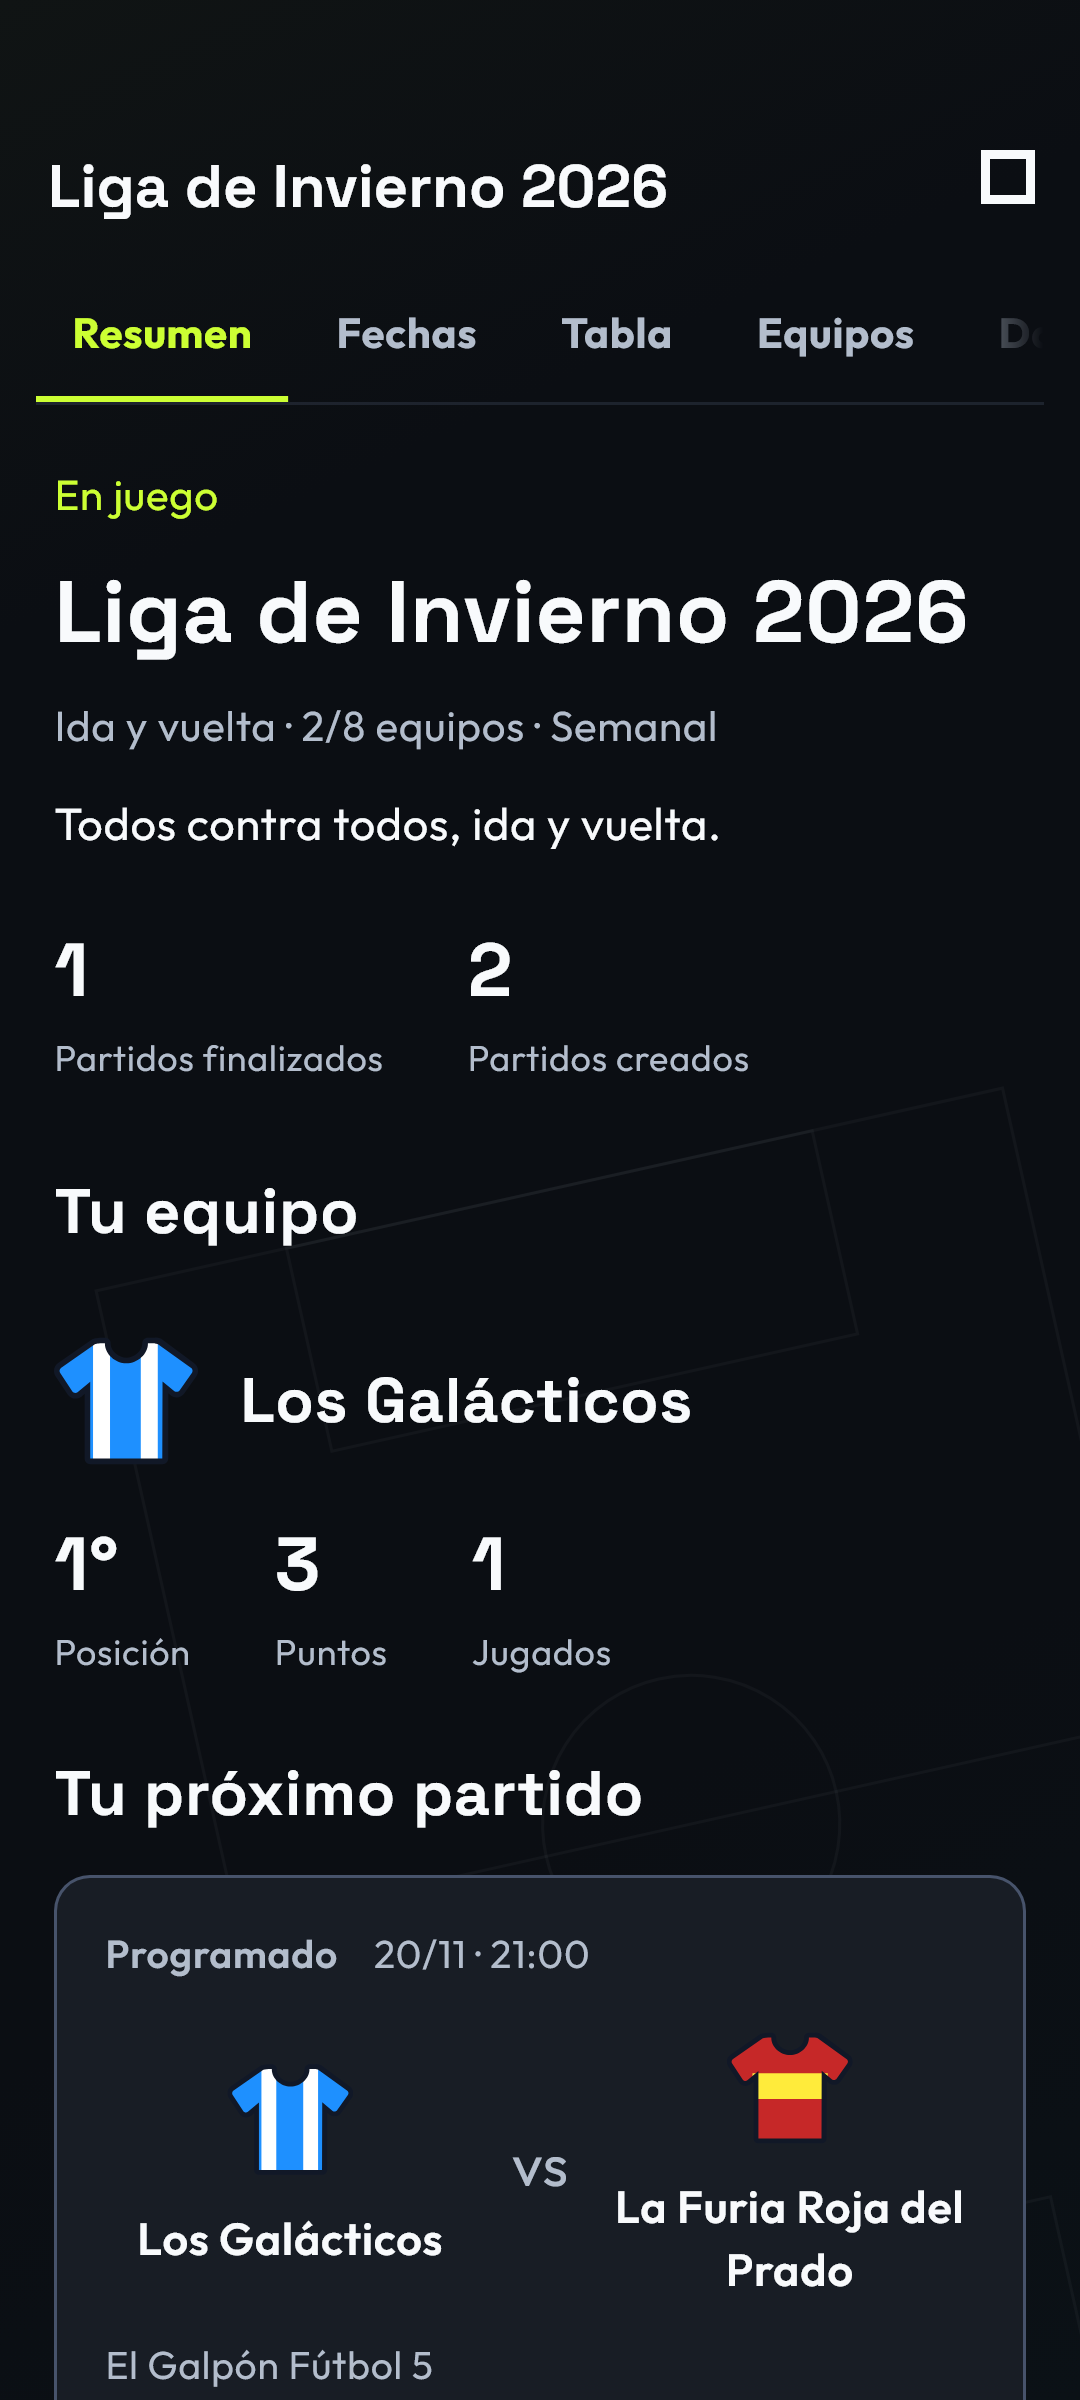 Liga de Invierno 2026
Resumen Fechas Tabla Equipos
En juego
Liga de Invierno 2026
Ida y vuelta · 2/8 equipos · Semanal
Todos contra todos, ida y vuelta.
1 2
Partidos finalizados Partidos creados
Tu equipo
Los Galácticos
1° 3 1
Posición Puntos Jugados
Tu próximo partido
Programado 20/11 · 21:00
vs
Los Galácticos
La Furia Roja del
Prado
El Galpón Fútbol 5